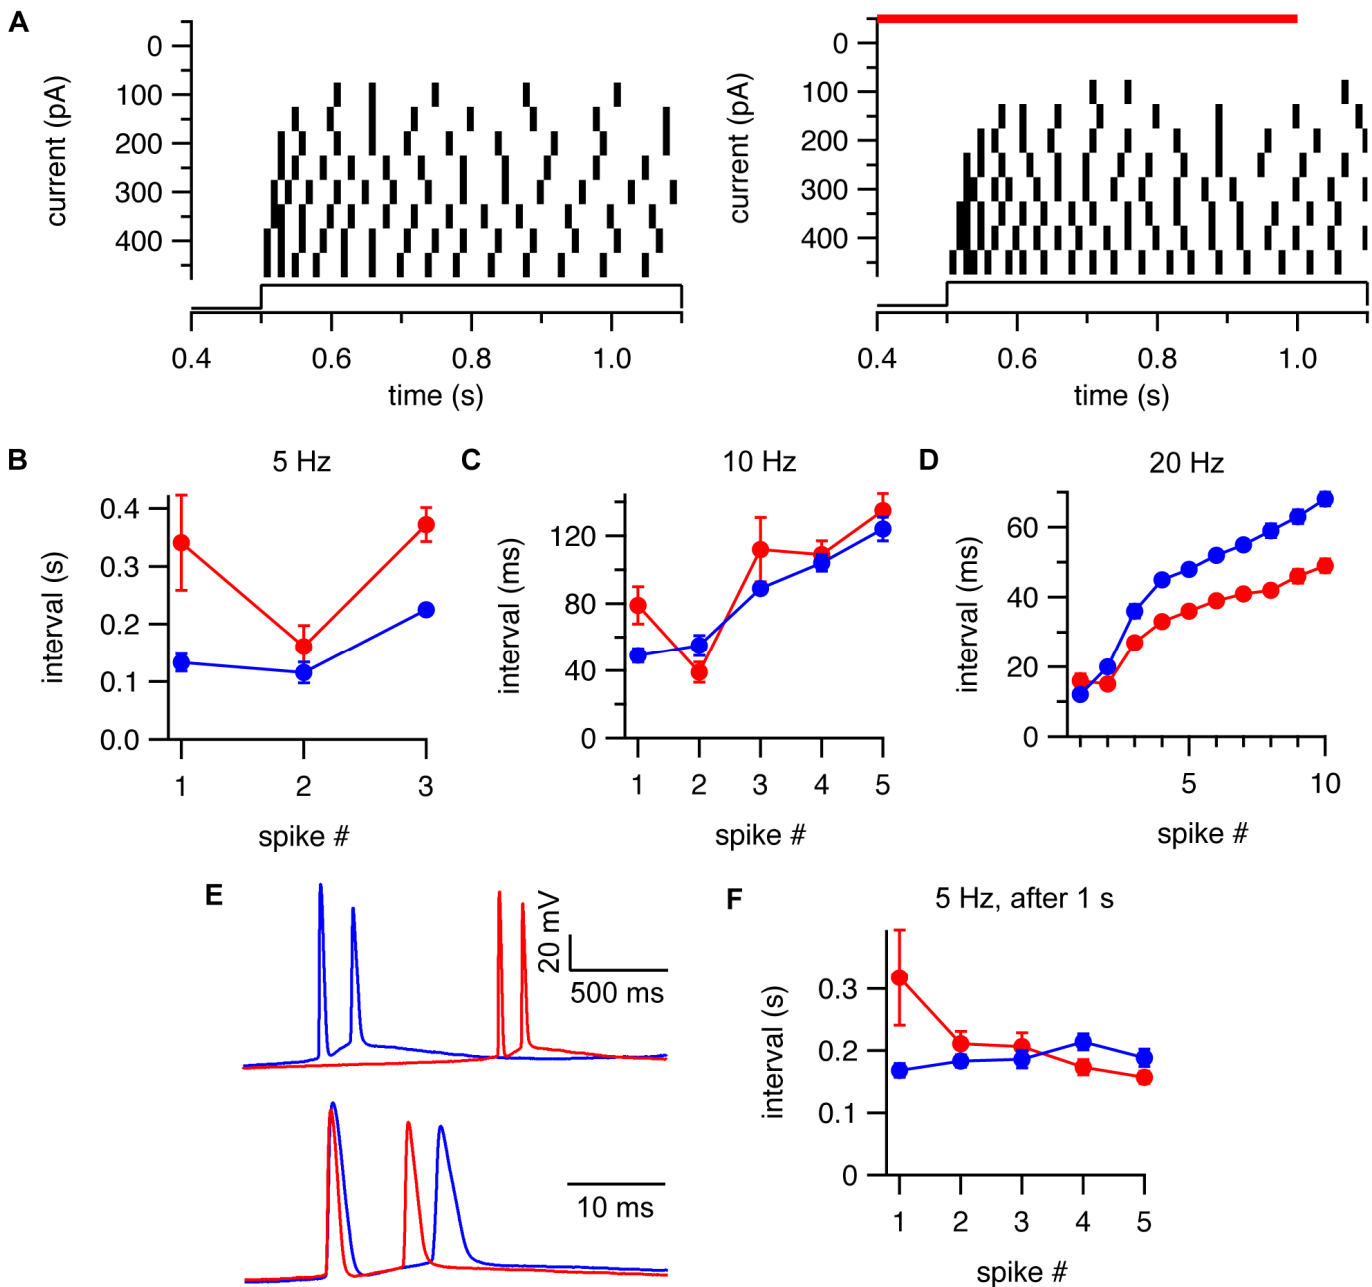 A
0
100
200
300
400
current (pA)
0.4 0.6 0.8 1.0
time (s)
0
100
200
300
400
current (pA)
0.4 0.6 0.8 1.0
time (s)
B
5 Hz
0.4
0.3
0.2
0.1
0.0
interval (s)
1 2 3
spike #
C
10 Hz
120
80
40
0
interval (ms)
1 2 3 4 5
spike #
D
20 Hz
60
40
20
0
interval (ms)
5 10
spike #
E
20 mV
500 ms
10 ms
F
5 Hz, after 1 s
0.3
0.2
0.1
0
interval (s)
1 2 3 4 5
spike #